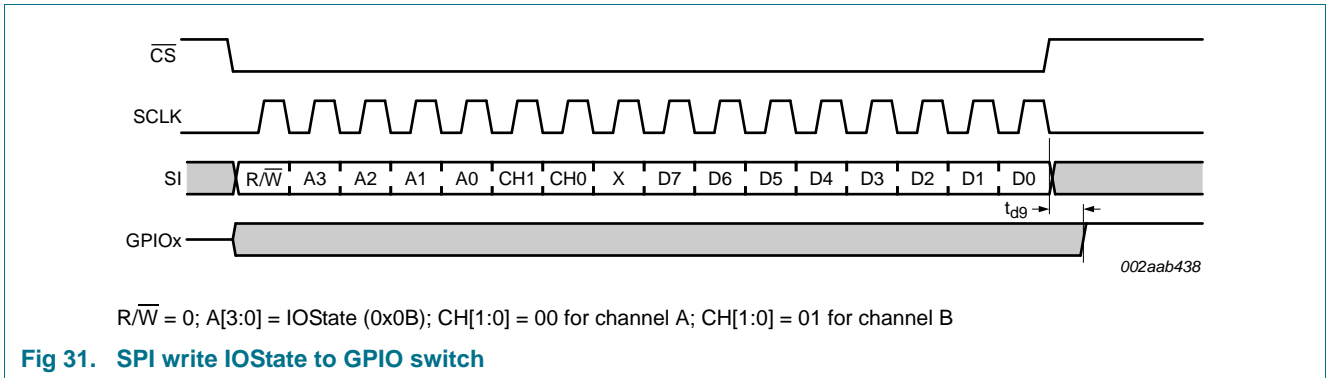 C̅S̅
SCLK
SI R/W̅ A3 A2 A1 A0 CH1 CH0 X D7 D6 D5 D4 D3 D2 D1 D0
td9
GPIOx
002aab438
R/W̅ = 0; A[3:0] = IOState (0x0B); CH[1:0] = 00 for channel A; CH[1:0] = 01 for channel B
Fig 31. SPI write IOState to GPIO switch